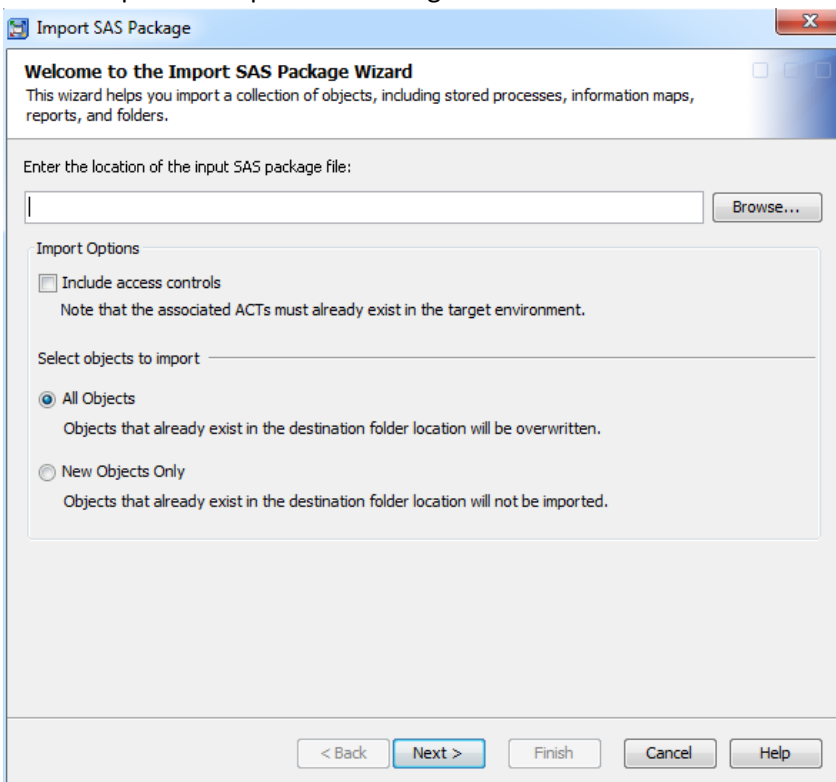 Import SAS Package
Welcome to the Import SAS Package Wizard
This wizard helps you import a collection of objects, including stored processes, information maps,
reports, and folders.
Enter the location of the input SAS package file:
Browse...
Import Options
Include access controls
Note that the associated ACTs must already exist in the target environment.
Select objects to import
All Objects
Objects that already exist in the destination folder location will be overwritten.
New Objects Only
Objects that already exist in the destination folder location will not be imported.
< Back Next > Finish Cancel Help